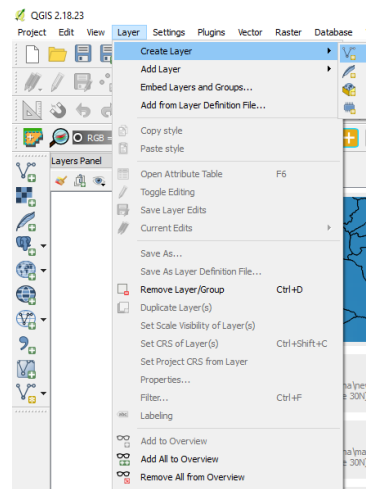 QGIS 2.18.23
Project Edit View Layer Settings Plugins Vector Raster Database
Create Layer
Add Layer
Embed Layers and Groups...
Add from Layer Definition File...
RGB
Copy style
Paste style
Layers Panel
Open Attribute Table F6
Toggle Editing
Save Layer Edits
Current Edits
Save As...
Save As Layer Definition File...
Remove Layer/Group Ctrl+D
Duplicate Layer(s)
Set Scale Visibility of Layer(s)
Set CRS of Layer(s) Ctrl+Shift+C
Set Project CRS from Layer
Properties...
Filter... Ctrl+F
Labeling
Add to Overview
Add All to Overview
Remove All from Overview